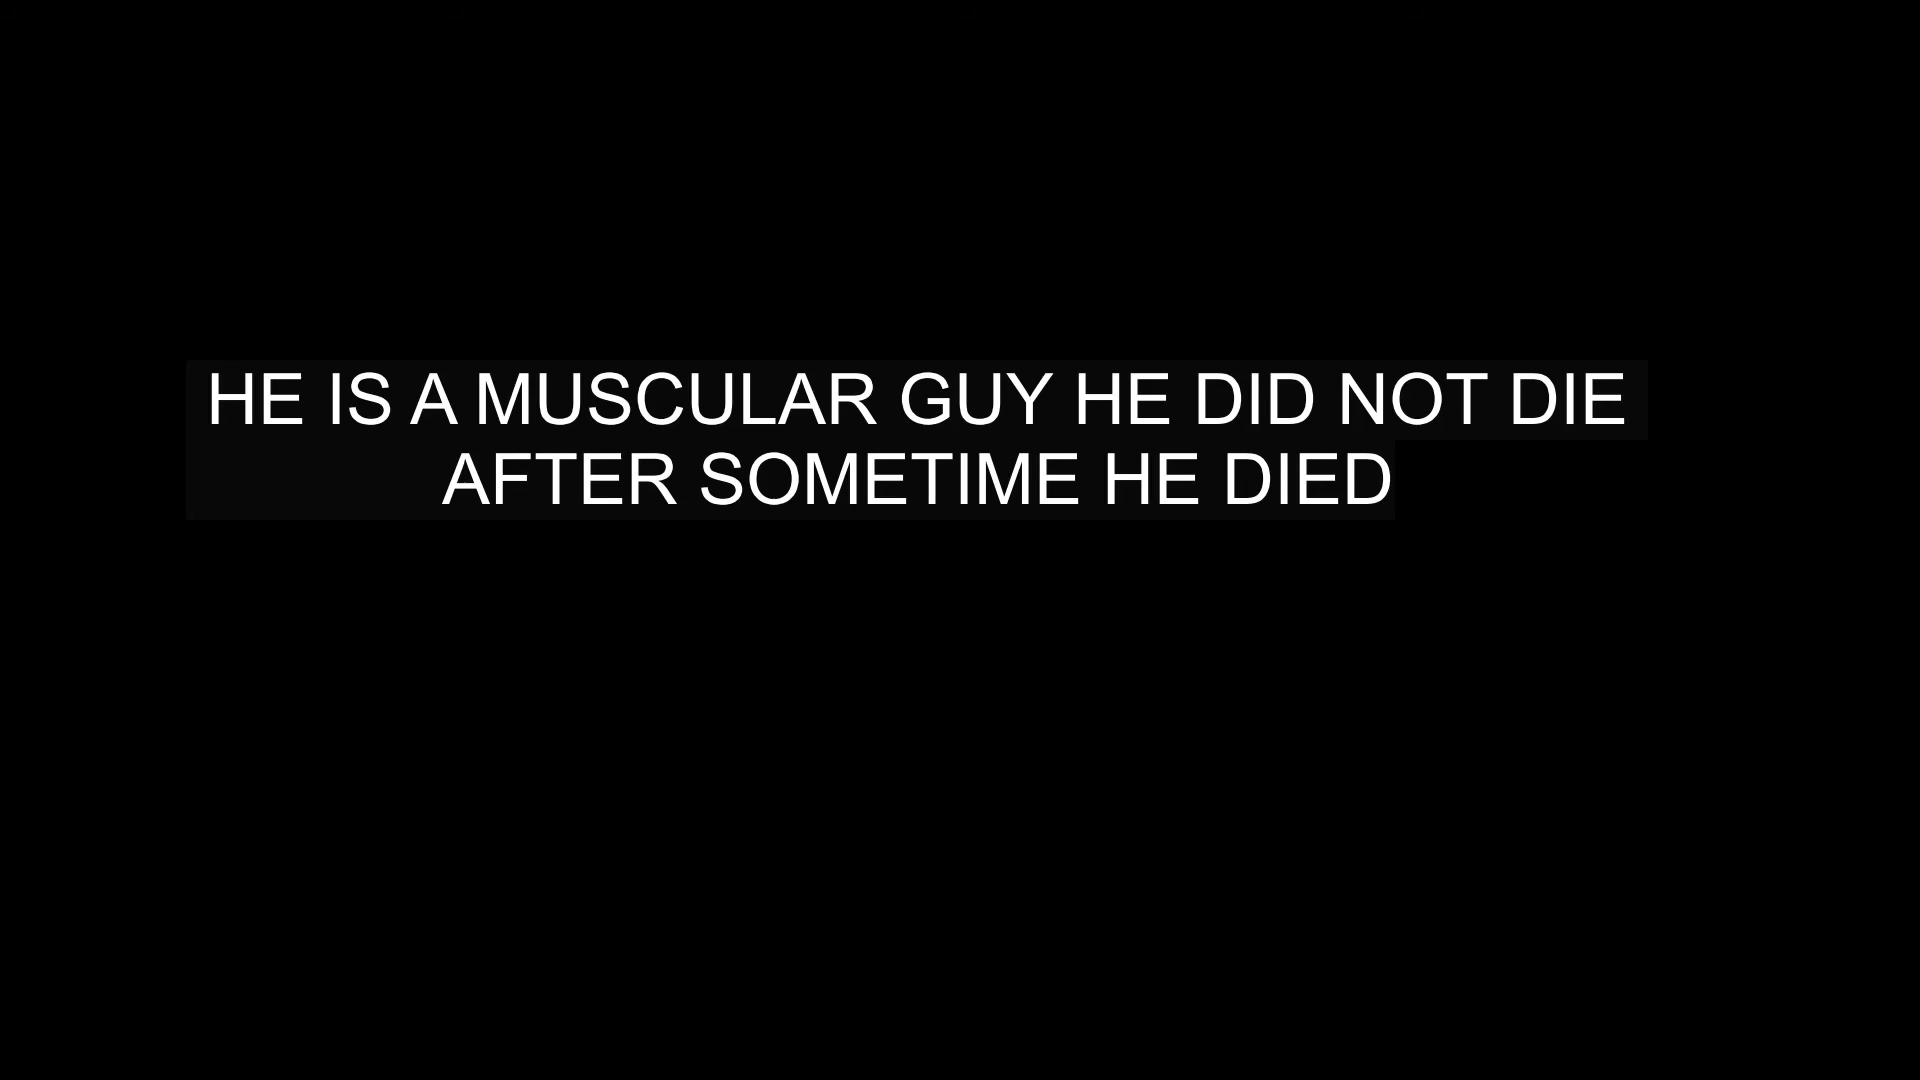 HE IS A MUSCULAR GUY HE DID NOT DIE
AFTER SOMETIME HE DIED